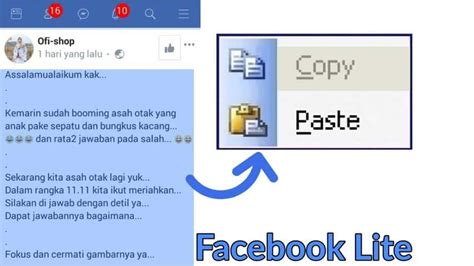 16
10
Ofi-shop
1 hari yang lalu
Assalamualaikum kak...
.
.
Kemarin sudah booming asah otak yang
anak pake sepatu dan bungkus kacang...
😂😂😂 dan rata2 jawaban pada salah... 😄😄
.
.
Sekarang kita asah otak lagi yuk...
Dalam rangka 11.11 kita ikut meriahkan...
Silakan di jawab dengan detil ya...
Dapat jawabannya bagaimana...
.
.
Fokus dan cermati gambarnya ya...
Copy
Paste
Facebook Lite